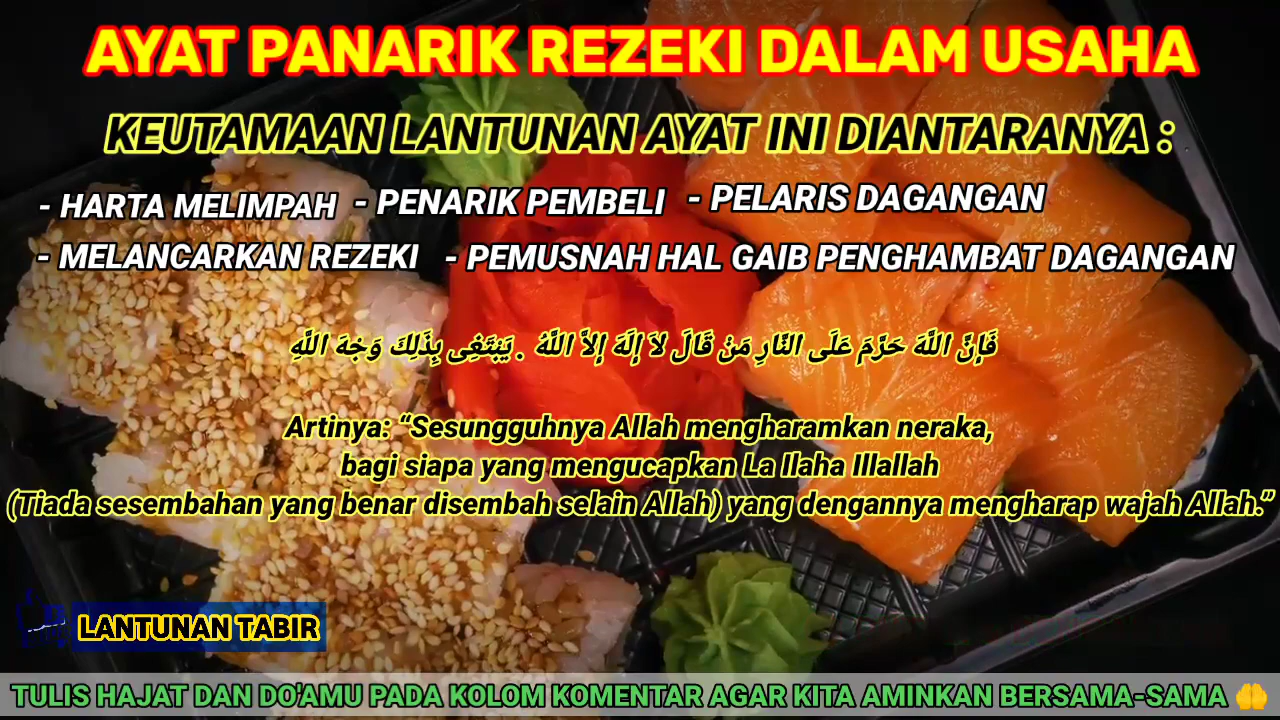 AYAT PANARIK REZEKI DALAM USAHA
KEUTAMAAN LANTUNAN AYAT INI DIANTARANYA :
- HARTA MELIMPAH - PENARIK PEMBELI - PELARIS DAGANGAN
- MELANCARKAN REZEKI - PEMUSNAH HAL GAIB PENGHAMBAT DAGANGAN
فَإِنَّ اللَّهَ حَرَّمَ عَلَى النَّارِ مَنْ قَالَ لاَ إِلَهَ إِلاَّ اللَّهُ . يَبْتَغِى بِذَلِكَ وَجْهَ اللَّهِ
Artinya: “Sesungguhnya Allah mengharamkan neraka,
bagi siapa yang mengucapkan La Ilaha Illallah
(Tiada sesembahan yang benar disembah selain Allah) yang dengannya mengharap wajah Allah.”
LANTUNAN TABIR
TULIS HAJAT DAN DO'AMU PADA KOLOM KOMENTAR AGAR KITA AMINKAN BERSAMA-SAMA 🤲